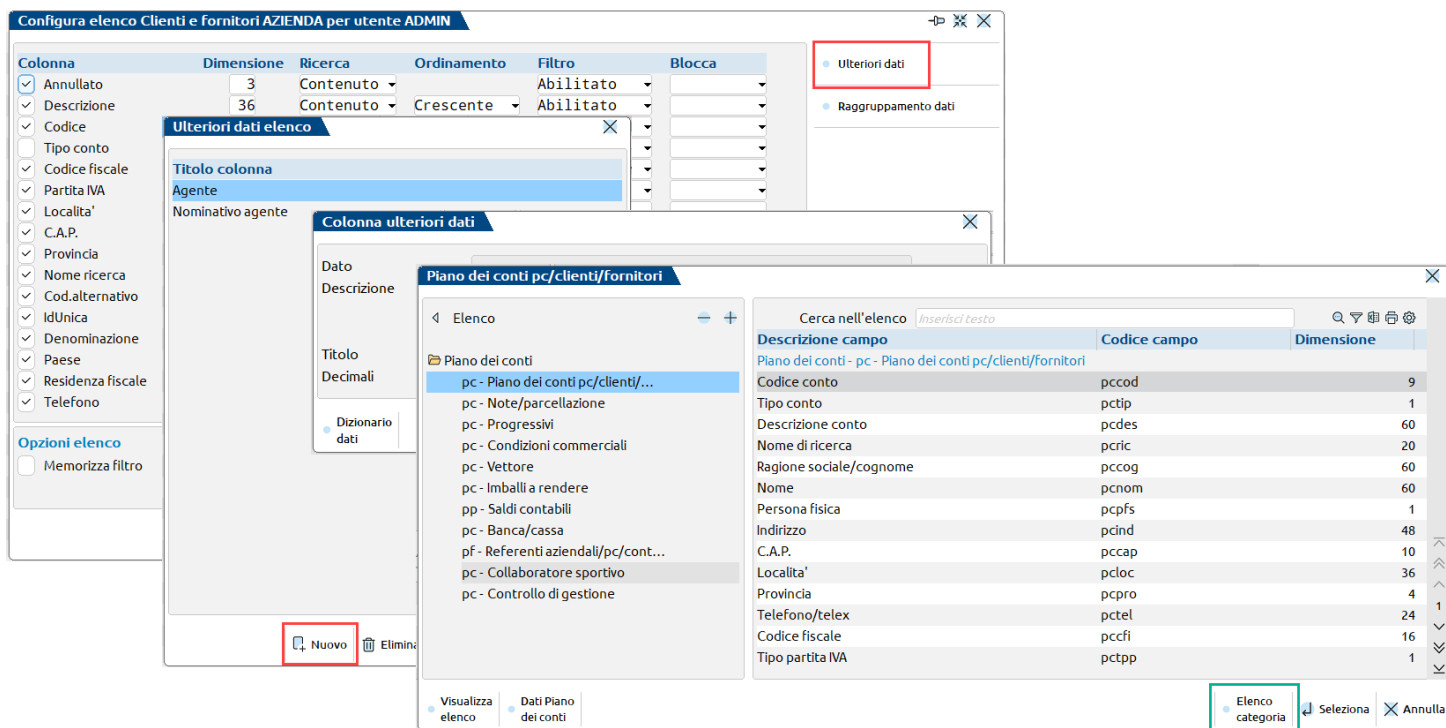 Configura elenco Clienti e Fornitori AZIENDA per utente ADMIN
Colonna Dimensione Ricerca Ordinamento Filtro Blocca
Annullato 3 Contenuto Abilitato
Descrizione 36 Contenuto Crescente Abilitato
Codice
Tipo conto
Codice fiscale
Partita IVA
Localita'
C.A.P.
Provincia
Nome ricerca
Cod.alternativo
IdUnica
Denominazione
Paese
Residenza fiscale
Telefono
Opzioni elenco
Memorizza filtro
Ulteriori dati
Raggruppamento dati
Ulteriori dati elenco
Titolo colonna
Agente
Nominativo agente
Nuovo Elimina
Colonna ulteriori dati
Dato
Descrizione
Titolo
Decimali
Dizionario
dati
Piano dei conti pc/clienti/fornitori
Elenco
Piano dei conti
pc - Piano dei conti pc/clienti/...
pc - Note/parcellazione
pc - Progressivi
pc - Condizioni commerciali
pc - Vettore
pc - Imballi a rendere
pp - Saldi contabili
pc - Banca/cassa
pf - Referenti aziendali/pc/cont...
pc - Collaboratore sportivo
pc - Controllo di gestione
Cerca nell'elenco Inserisci testo
Descrizione campo Codice campo Dimensione
Piano dei conti - pc - Piano dei conti pc/clienti/fornitori
Codice conto pccod 9
Tipo conto pctip 1
Descrizione conto pcdes 60
Nome di ricerca pcric 20
Ragione sociale/cognome pccog 60
Nome pcnom 60
Persona fisica pcpfs 1
Indirizzo pcind 48
C.A.P. pccap 10
Localita' pcloc 36
Provincia pcpro 4
Telefono/telex pctel 24
Codice fiscale pccfi 16
Tipo partita IVA pctpp 1
1
Visualizza
elenco
Dati Piano
dei conti
Elenco
categoria
Seleziona
Annulla